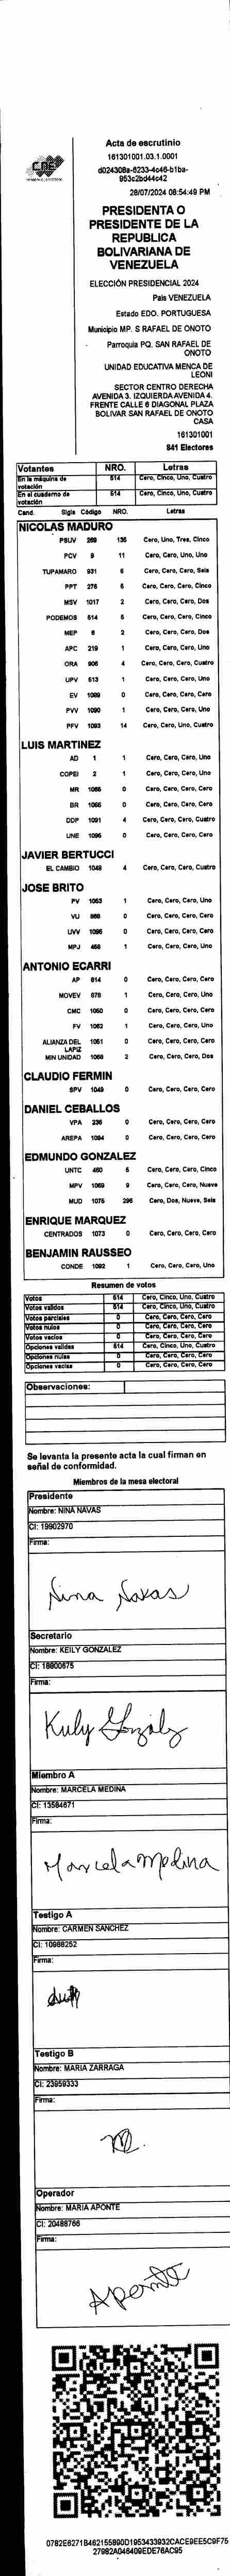 CNE
Acta de escrutinio
161301001.03.1.0001
d024308a-8233-4c46-b1ba-
953c2bd44c42
28/07/2024 08:54:49 PM
PRESIDENTA O
PRESIDENTE DE LA
REPUBLICA
BOLIVARIANA DE
VENEZUELA
ELECCIÓN PRESIDENCIAL 2024
Pais VENEZUELA
Estado EDO. PORTUGUESA
Municipio MP. S RAFAEL DE ONOTO
Parroquia PQ. SAN RAFAEL DE
ONOTO
UNIDAD EDUCATIVA MENCA DE
LEONI
SECTOR CENTRO DERECHA
AVENIDA 3. IZQUIERDA AVENIDA 4.
FRENTE CALLE 6 DIAGONAL PLAZA
BOLIVAR SAN RAFAEL DE ONOTO
CASA
161301001
841 Electores
Votantes NRO. Letras
En la máquina de votación 514 Cero, Cinco, Uno, Cuatro
En el cuaderno de votación 514 Cero, Cinco, Uno, Cuatro
Cand. Sigla Código NRO. Letras
NICOLAS MADURO
PSUV 269 135 Cero, Uno, Tres, Cinco
PCV 9 11 Cero, Cero, Uno, Uno
TUPAMARO 931 6 Cero, Cero, Cero, Seis
PPT 276 5 Cero, Cero, Cero, Cinco
MSV 1017 2 Cero, Cero, Cero, Dos
PODEMOS 614 5 Cero, Cero, Cero, Cinco
MEP 6 2 Cero, Cero, Cero, Dos
APC 219 1 Cero, Cero, Cero, Uno
ORA 906 4 Cero, Cero, Cero, Cuatro
UPV 513 1 Cero, Cero, Cero, Uno
EV 1089 0 Cero, Cero, Cero, Cero
PVV 1090 1 Cero, Cero, Cero, Uno
PFV 1093 14 Cero, Cero, Uno, Cuatro
LUIS MARTINEZ
AD 1 1 Cero, Cero, Cero, Uno
COPEI 2 1 Cero, Cero, Cero, Uno
MR 1065 0 Cero, Cero, Cero, Cero
BR 1066 0 Cero, Cero, Cero, Cero
DDP 1091 4 Cero, Cero, Cero, Cuatro
UNE 1096 0 Cero, Cero, Cero, Cero
JAVIER BERTUCCI
EL CAMBIO 1048 4 Cero, Cero, Cero, Cuatro
JOSE BRITO
PV 1053 1 Cero, Cero, Cero, Uno
VU 868 0 Cero, Cero, Cero, Cero
UVV 1095 0 Cero, Cero, Cero, Cero
MPJ 468 1 Cero, Cero, Cero, Uno
ANTONIO ECARRI
AP 814 0 Cero, Cero, Cero, Cero
MOVEV 878 1 Cero, Cero, Cero, Uno
CMC 1050 0 Cero, Cero, Cero, Cero
FV 1062 1 Cero, Cero, Cero, Uno
ALIANZA DEL LAPIZ 1051 0 Cero, Cero, Cero, Cero
MIN UNIDAD 1068 2 Cero, Cero, Cero, Dos
CLAUDIO FERMIN
SPV 1049 0 Cero, Cero, Cero, Cero
DANIEL CEBALLOS
VPA 236 0 Cero, Cero, Cero, Cero
AREPA 1094 0 Cero, Cero, Cero, Cero
EDMUNDO GONZALEZ
UNTC 460 5 Cero, Cero, Cero, Cinco
MPV 1069 9 Cero, Cero, Cero, Nueve
MUD 1075 296 Cero, Dos, Nueve, Seis
ENRIQUE MARQUEZ
CENTRADOS 1073 0 Cero, Cero, Cero, Cero
BENJAMIN RAUSSEO
CONDE 1092 1 Cero, Cero, Cero, Uno
Resumen de votos
Votos 514 Cero, Cinco, Uno, Cuatro
Votos validos 514 Cero, Cinco, Uno, Cuatro
Votos parciales 0 Cero, Cero, Cero, Cero
Votos nulos 0 Cero, Cero, Cero, Cero
Votos vacios 0 Cero, Cero, Cero, Cero
Opciones validas 514 Cero, Cinco, Uno, Cuatro
Opciones nulas 0 Cero, Cero, Cero, Cero
Opciones vacias 0 Cero, Cero, Cero, Cero
Observaciones:
Se levanta la presente acta la cual firman en
señal de conformidad.
Miembros de la mesa electoral
Presidente
Nombre: NINA NAVAS
CI: 19902970
Firma:
Nina Navas
Secretario
Nombre: KEILY GONZALEZ
CI: 18800675
Firma:
Miembro A
Nombre: MARCELA MEDINA
CI: 13584671
Firma:
Marcela medina
Testigo A
Nombre: CARMEN SANCHEZ
CI: 10988252
Firma:
Testigo B
Nombre: MARIA ZARRAGA
CI: 23959333
Firma:
Operador
Nombre: MARIA APONTE
CI: 20488766
Firma:
Aponte
0782E6271B462155890D1953433932CACE9EE5C9F75
27982A046409EDE76AC95